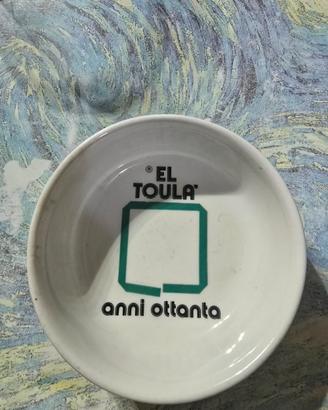 ® EL
TOULA'
anni ottanta